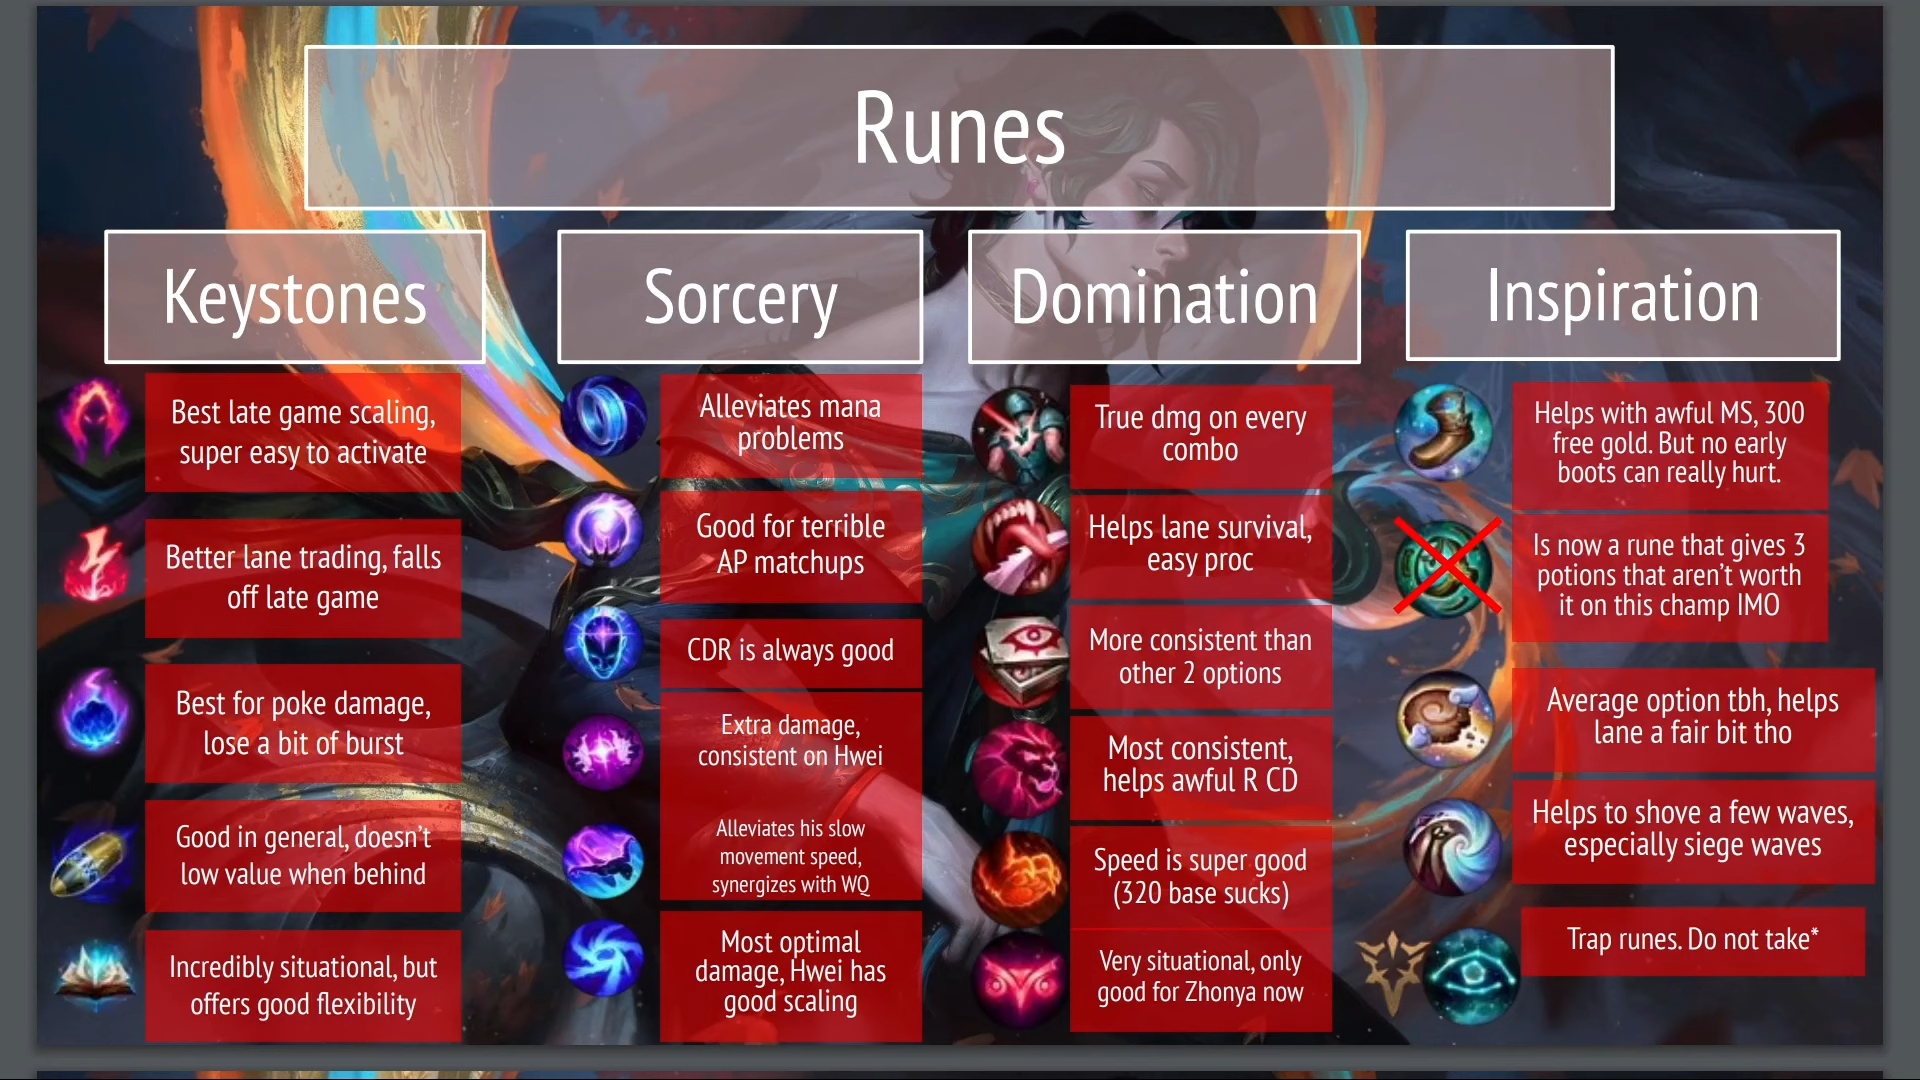 Runes
Keystones
Best late game scaling,
super easy to activate
Better lane trading, falls
off late game
Best for poke damage,
lose a bit of burst
Good in general, doesn't
low value when behind
Incredibly situational, but
offers good flexibility
Sorcery
Alleviates mana
problems
Good for terrible
AP matchups
CDR is always good
Extra damage,
consistent on Hwei
Alleviates his slow
movement speed,
synergizes with WQ
Most optimal
damage, Hwei has
good scaling
Domination
True dmg on every
combo
Helps lane survival,
easy proc
More consistent than
other 2 options
Most consistent,
helps awful R CD
Speed is super good
(320 base sucks)
Very situational, only
good for Zhonya now
Inspiration
Helps with awful MS, 300
free gold. But no early
boots can really hurt.
Is now a rune that gives 3
potions that aren't worth
it on this champ IMO
Average option tbh, helps
lane a fair bit tho
Helps to shove a few waves,
especially siege waves
Trap runes. Do not take*